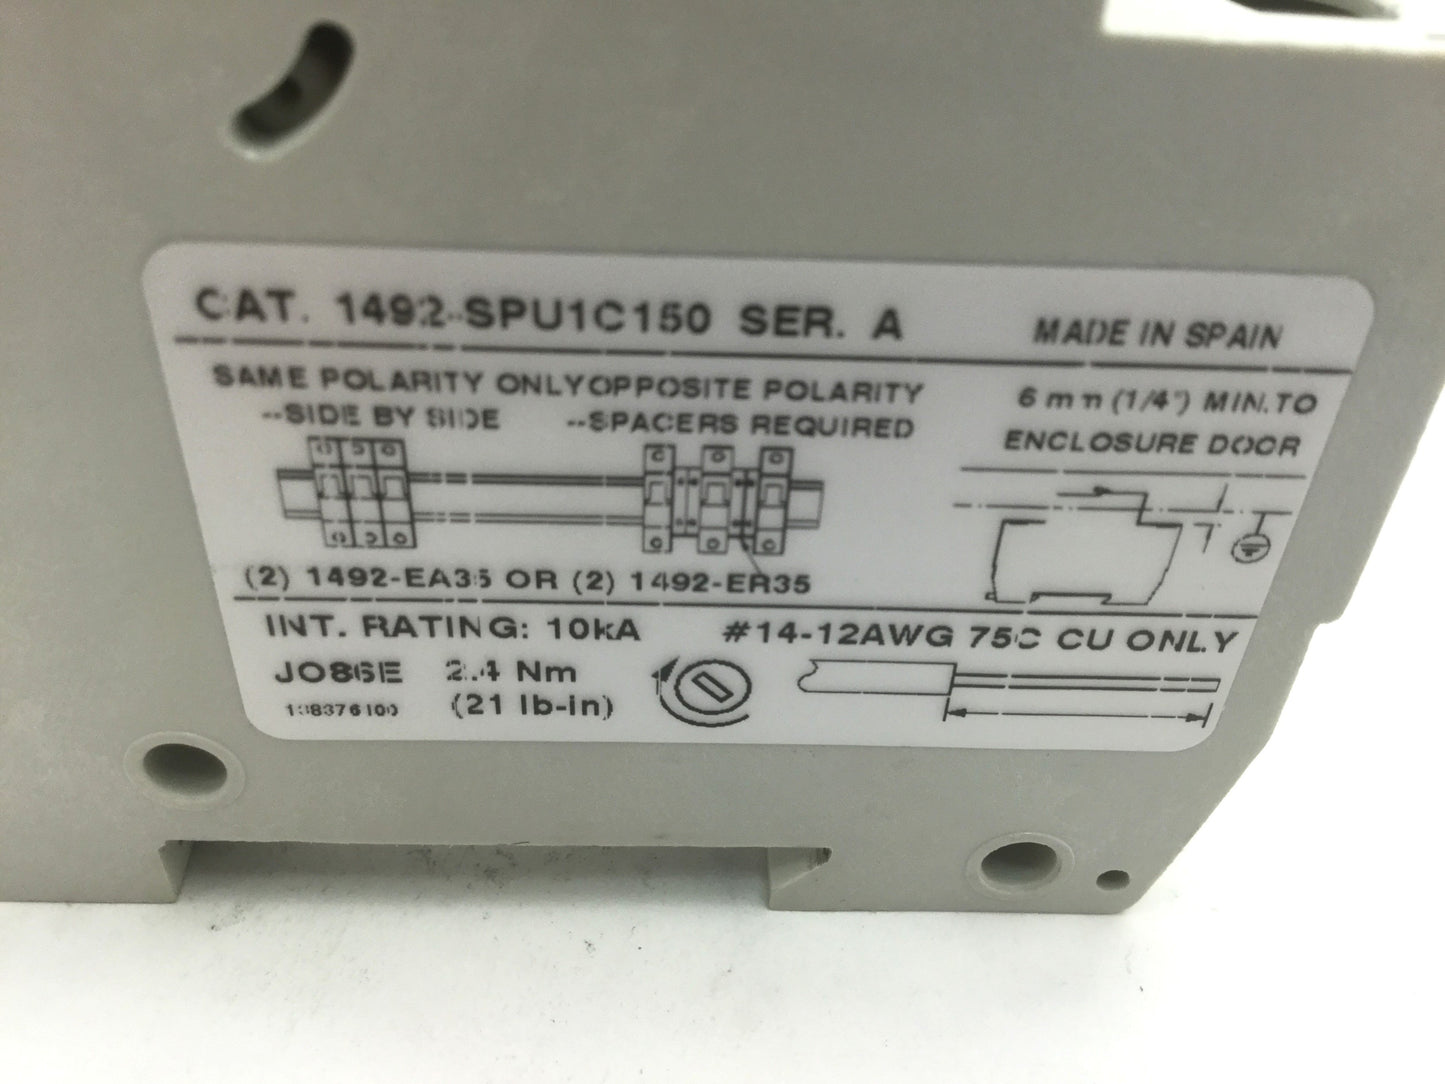 CAT. 1492-SPU1C150 SER. A
MADE IN SPAIN
SAME POLARITY ONLY
--SIDE BY SIDE
OPPOSITE POLARITY
--SPACERS REQUIRED
6 mm (1/4") MIN. TO
ENCLOSURE DOOR
(2) 1492-EA35 OR (2) 1492-ER35
INT. RATING: 10kA
#14-12AWG 75C CU ONLY
JO86E
2.4 Nm
(21 lb-in)